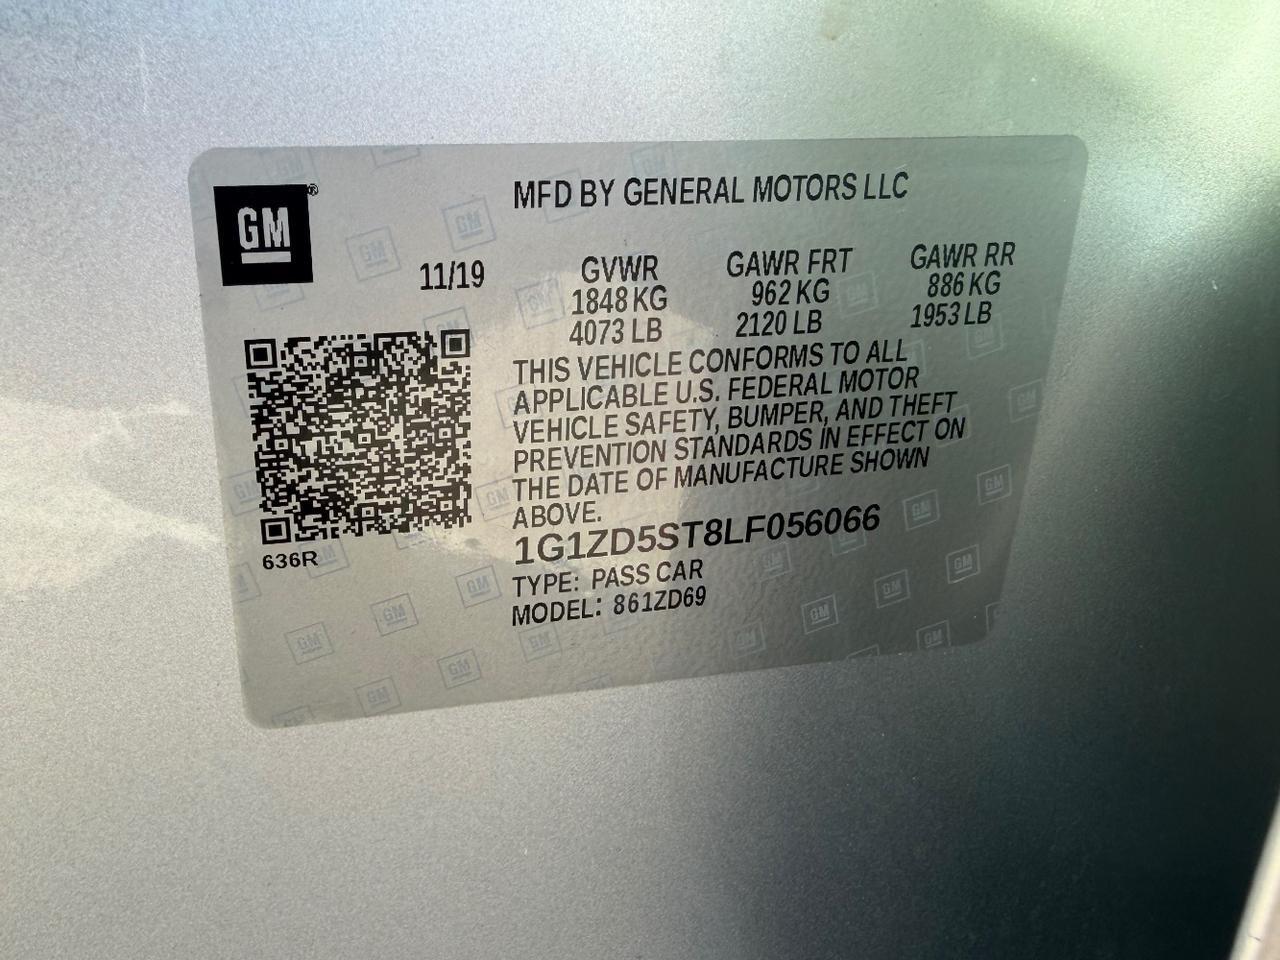 GM®
MFD BY GENERAL MOTORS LLC
11/19
GVWR GAWR FRT GAWR RR
1848 KG 962 KG 886 KG
4073 LB 2120 LB 1953 LB
THIS VEHICLE CONFORMS TO ALL
APPLICABLE U.S. FEDERAL MOTOR
VEHICLE SAFETY, BUMPER, AND THEFT
PREVENTION STANDARDS IN EFFECT ON
THE DATE OF MANUFACTURE SHOWN
ABOVE.
1G1ZD5ST8LF056066
636R
TYPE: PASS CAR
MODEL: 861ZD69